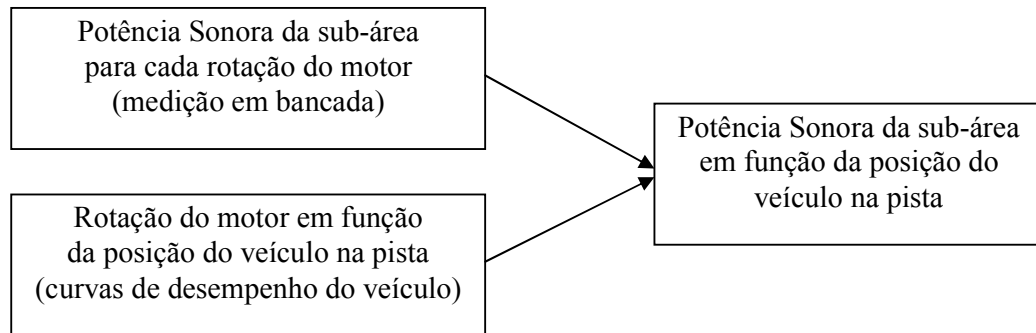 Potência Sonora da sub-área
para cada rotação do motor
(medição em bancada)
Rotação do motor em função
da posição do veículo na pista
(curvas de desempenho do veículo)
Potência Sonora da sub-área
em função da posição do
veículo na pista